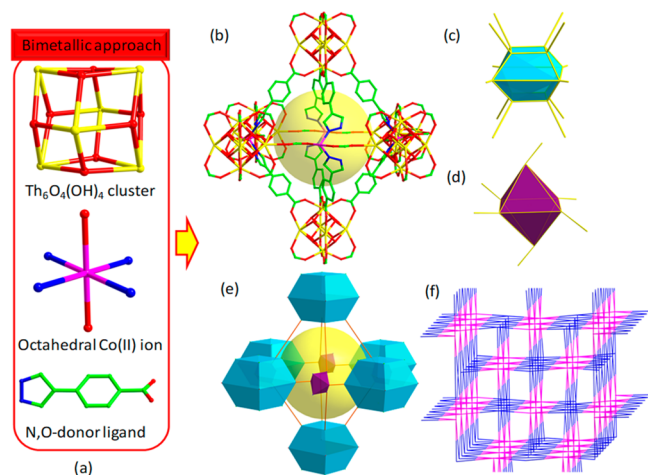 Bimetallic approach
Th6O4(OH)4 cluster
Octahedral Co(II) ion
N,O-donor ligand
(a)
(b)
(c)
(d)
(e)
(f)